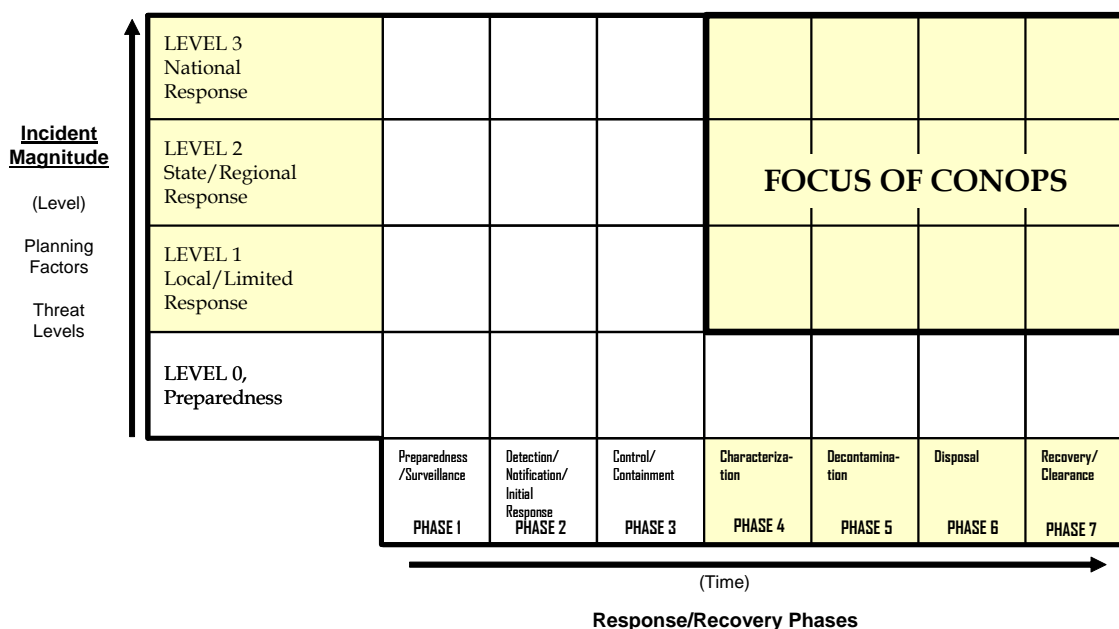 Incident
Magnitude
(Level)
Planning
Factors
Threat
Levels
LEVEL 3
National
Response
LEVEL 2
State/Regional
Response
LEVEL 1
Local/Limited
Response
LEVEL 0,
Preparedness
FOCUS OF CONOPS
Preparedness
/Surveillance
PHASE 1
Detection/
Notification/
Initial
Response
PHASE 2
Control/
Containment
PHASE 3
Characteriza-
tion
PHASE 4
Decontamina-
tion
PHASE 5
Disposal
PHASE 6
Recovery/
Clearance
PHASE 7
(Time)
Response/Recovery Phases